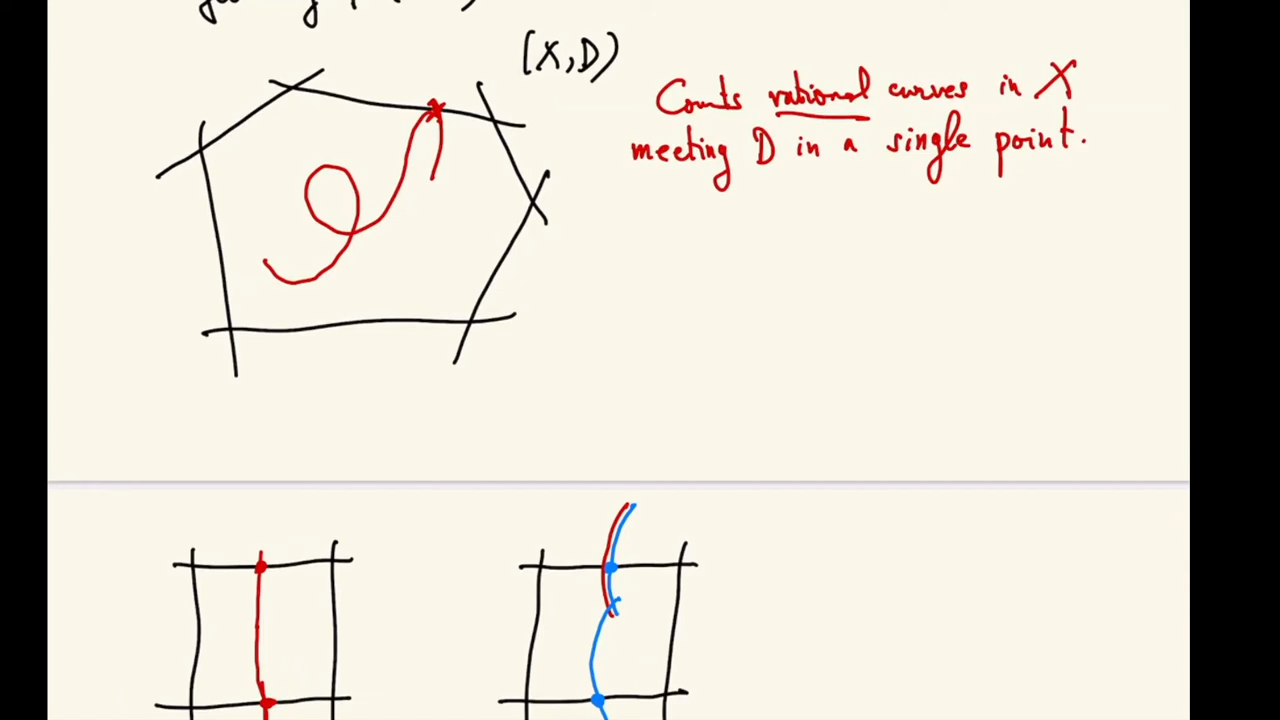 (X, D)
Counts rational curves in X
meeting D in a single point.